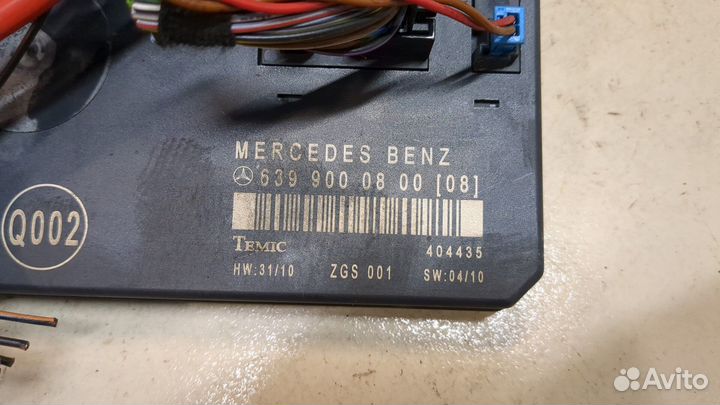 MERCEDES BENZ
639 900 08 00 [08]
Q002
TEMIC 404435
HW:31/10 ZGS 001 SW:04/10
Avito